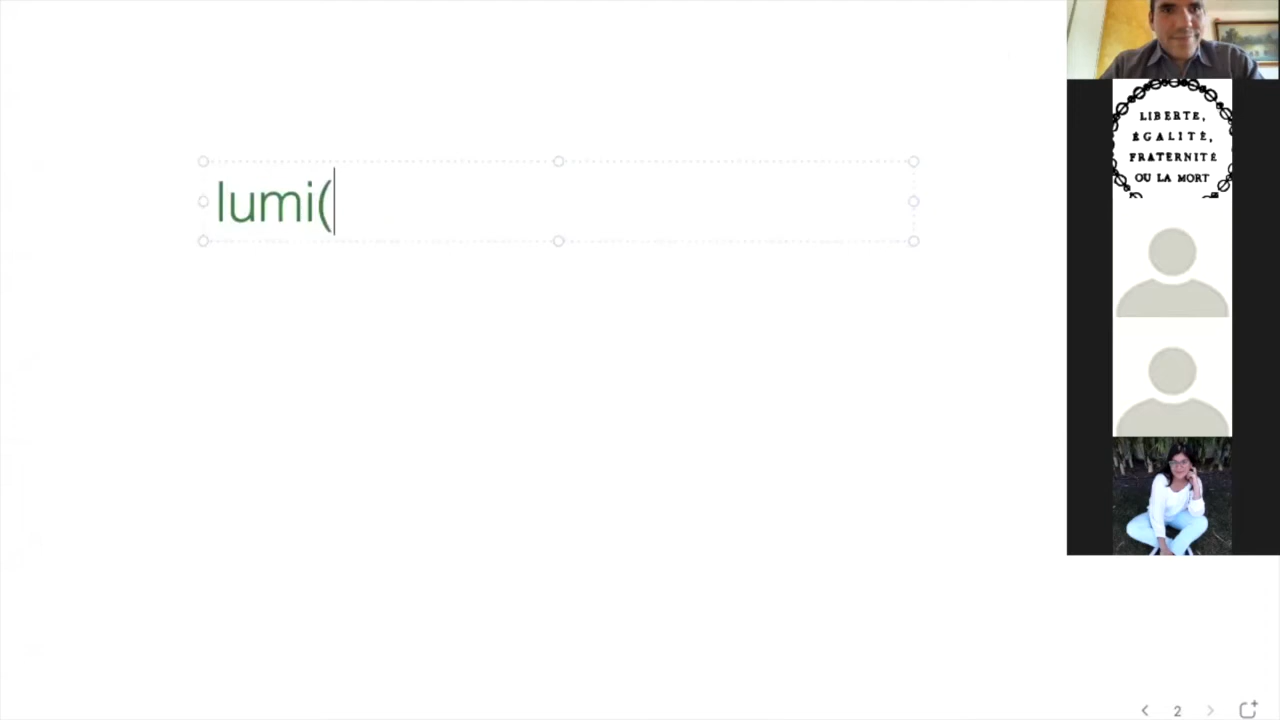 lumi(
LIBERTE,
ÉGALITÉ,
FRATERNITÉ
OU LA MORT
2